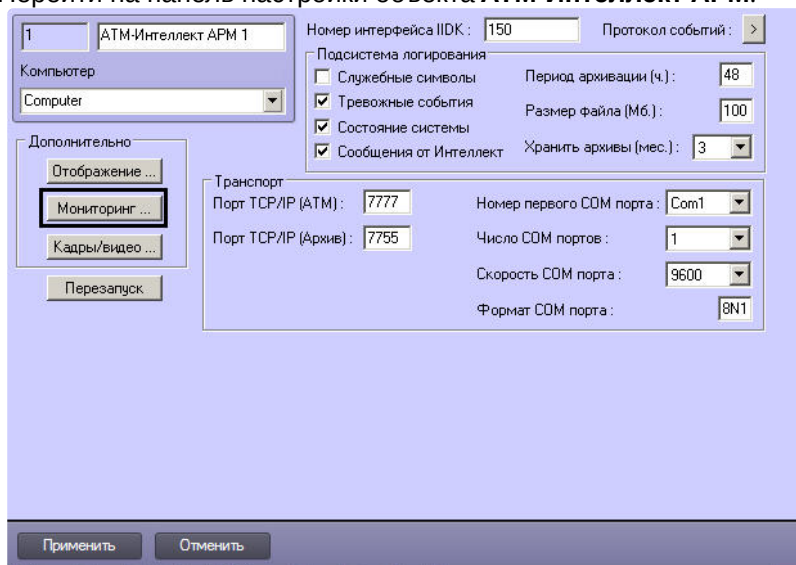 Перейти на панель настройки объекта АТМ-Интеллект АРМ.
1 АТМ-Интеллект АРМ 1
Компьютер
Computer
Номер интерфейса IIDK : 150 Протокол событий : >
Подсистема логирования
Служебные символы
Тревожные события
Состояние системы
Сообщения от Интеллект
Период архивации (ч.) : 48
Размер файла (Мб.) : 100
Хранить архивы (мес.) : 3
Дополнительно
Отображение ...
Мониторинг ...
Кадры/видео ...
Перезапуск
Транспорт
Порт TCP/IP (АТМ) : 7777
Порт TCP/IP (Архив) : 7755
Номер первого COM порта : Com1
Число COM портов : 1
Скорость COM порта : 9600
Формат COM порта : 8N1
Применить Отменить